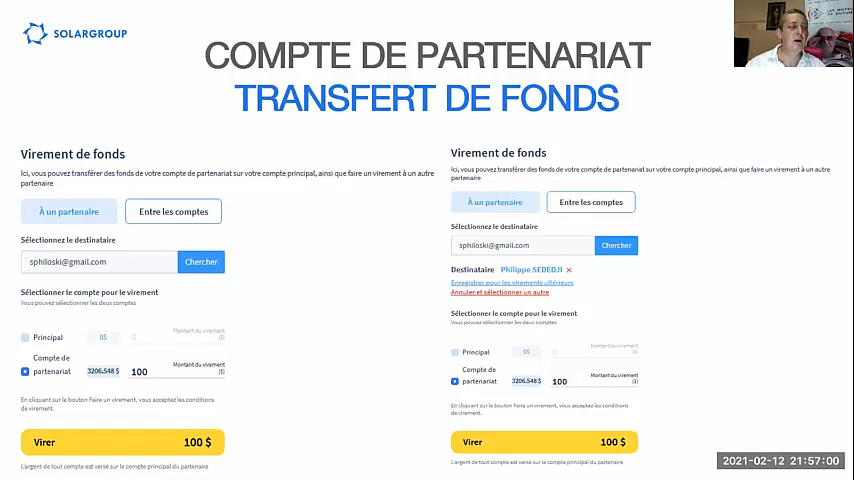 SOLARGROUP
COMPTE DE PARTENARIAT
TRANSFERT DE FONDS
Virement de fonds
Ici, vous pouvez transférer des fonds de votre compte de partenariat sur votre compte principal, ainsi que faire un virement à un autre
partenaire
À un partenaire
Entre les comptes
Sélectionnez le destinataire
sphiloski@gmail.com
Chercher
Sélectionner le compte pour le virement
Vous pouvez sélectionner les deux comptes
Principal
0$
0
Montant du virement
($)
Compte de
partenariat
3206.548 $
100
Montant du virement
($)
En cliquant sur le bouton Faire un virement, vous acceptez les conditions
de virement.
Virer
100 $
L'argent de tout compte est versé sur le compte principal du partenaire
Virement de fonds
Ici, vous pouvez transférer des fonds de votre compte de partenariat sur votre compte principal, ainsi que faire un virement à un autre
partenaire
À un partenaire
Entre les comptes
Sélectionnez le destinataire
sphiloski@gmail.com
Chercher
Destinataire Philippe SEDEDJI ×
Enregistrer pour les virements ultérieurs
Annuler et sélectionner un autre
Sélectionner le compte pour le virement
Vous pouvez sélectionner les deux comptes
Principal
0$
0
Montant du virement
($)
Compte de
partenariat
3206.548 $
100
Montant du virement
($)
En cliquant sur le bouton Faire un virement, vous acceptez les conditions
de virement.
Virer
100 $
L'argent de tout compte est versé sur le compte principal du partenaire
2021-02-12 21:57:00